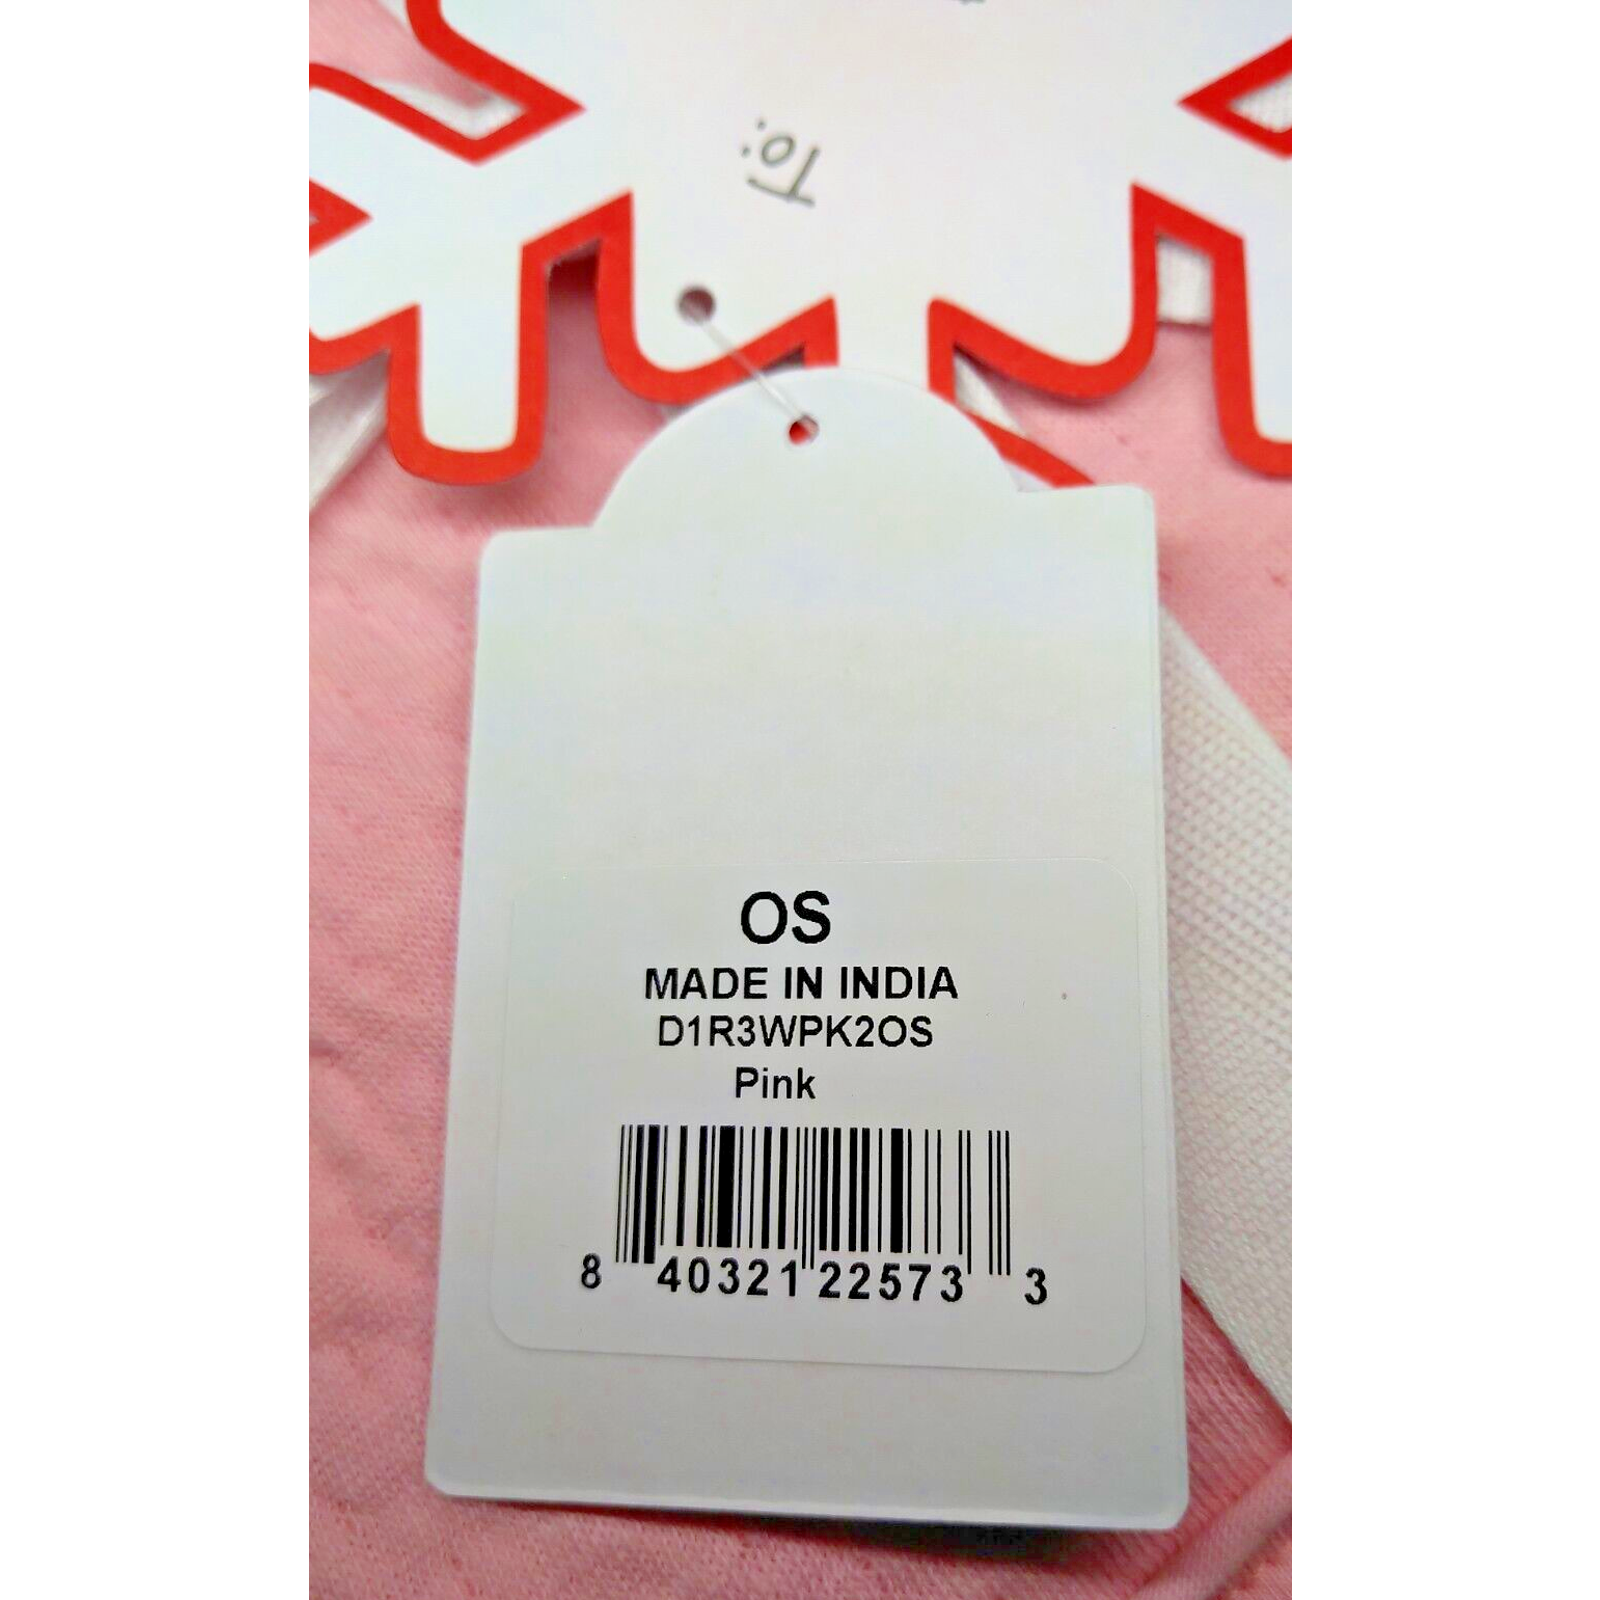 To:
OS
MADE IN INDIA
D1R3WPK2OS
Pink
8 40321 22573 3